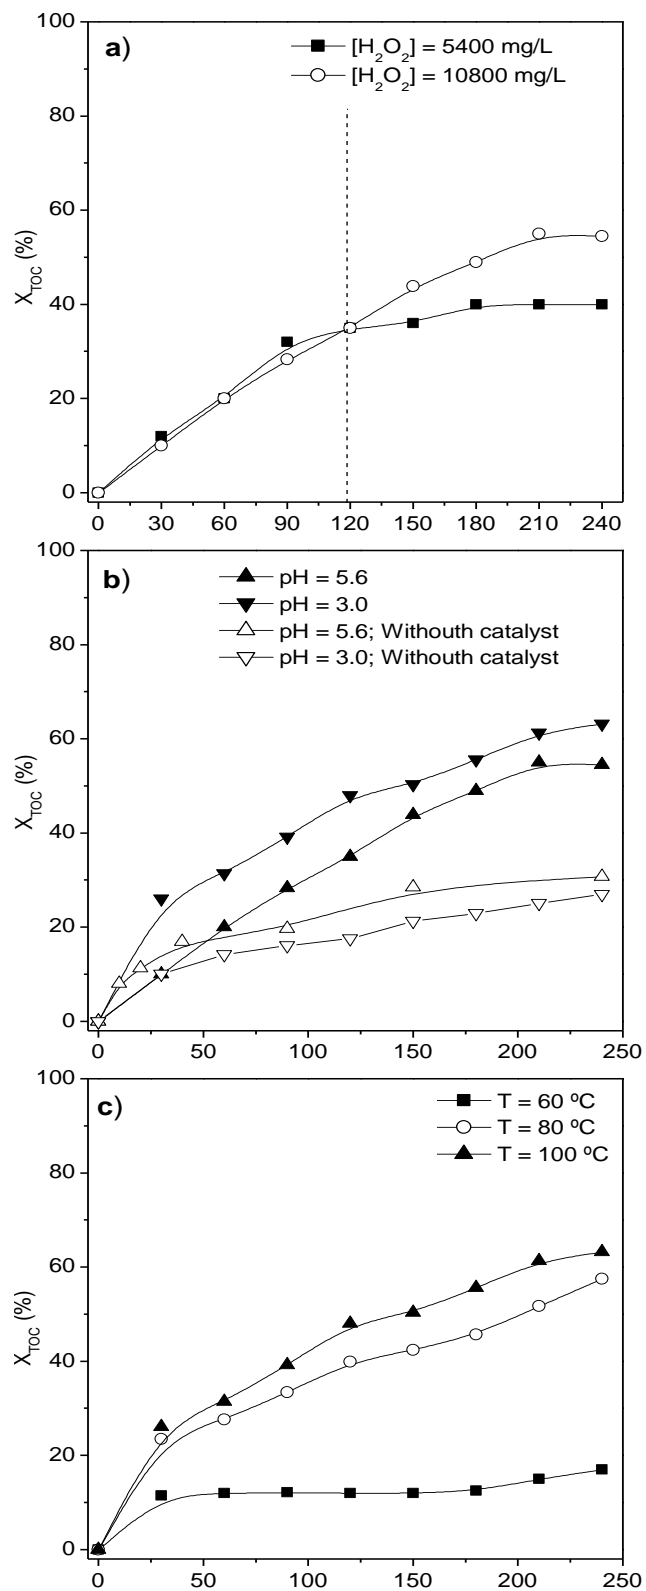 a)
[H₂O₂] = 5400 mg/L
[H₂O₂] = 10800 mg/L
100
80
60
40
20
0
X_TOC (%)
0 30 60 90 120 150 180 210 240
b)
pH = 5.6
pH = 3.0
pH = 5.6; Withouth catalyst
pH = 3.0; Withouth catalyst
100
80
60
40
20
0
X_TOC (%)
0 50 100 150 200 250
c)
T = 60 ºC
T = 80 ºC
T = 100 ºC
100
80
60
40
20
0
X_TOC (%)
0 50 100 150 200 250